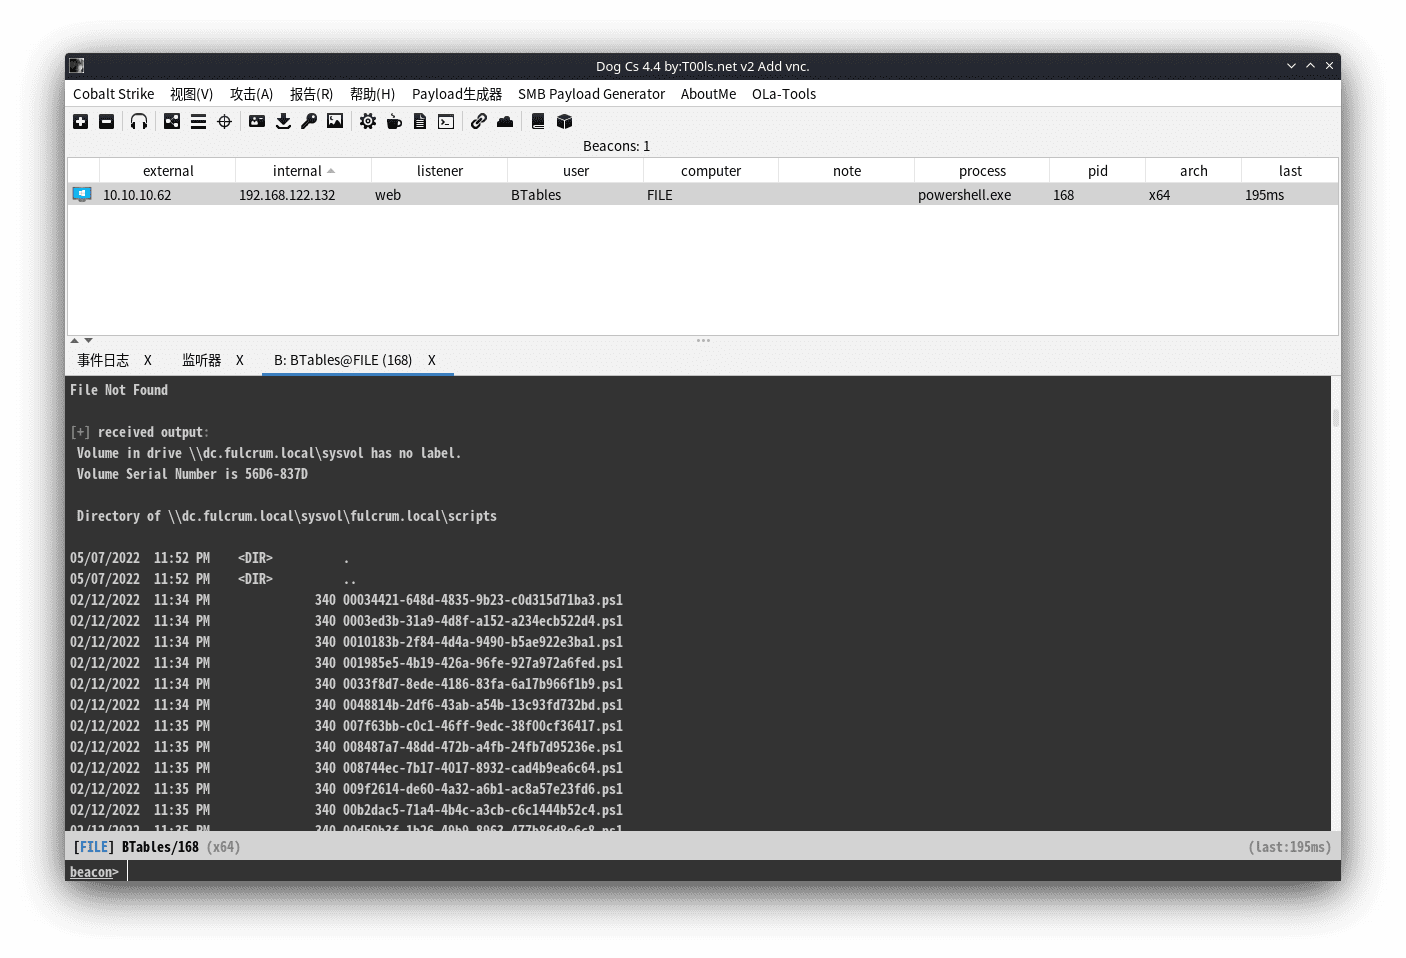 Dog Cs 4.4 by:T00ls.net v2 Add vnc.
Cobalt Strike 视图(V) 攻击(A) 报告(R) 帮助(H) Payload生成器 SMB Payload Generator AboutMe OLa-Tools
Beacons: 1
external internal listener user computer note process pid arch last
10.10.10.62 192.168.122.132 web BTables FILE powershell.exe 168 x64 195ms
事件日志 X 监听器 X B: BTables@FILE (168) X
File Not Found
[+] received output:
Volume in drive \\dc.fulcrum.local\sysvol has no label.
Volume Serial Number is 56D6-837D
Directory of \\dc.fulcrum.local\sysvol\fulcrum.local\scripts
05/07/2022 11:52 PM <DIR> .
05/07/2022 11:52 PM <DIR> ..
02/12/2022 11:34 PM 340 00034421-648d-4835-9b23-c0d315d71ba3.ps1
02/12/2022 11:34 PM 340 0003ed3b-31a9-4d8f-a152-a234ecb522d4.ps1
02/12/2022 11:34 PM 340 0010183b-2f84-4d4a-9490-b5ae922e3ba1.ps1
02/12/2022 11:34 PM 340 001985e5-4b19-426a-96fe-927a972a6fed.ps1
02/12/2022 11:34 PM 340 0033f8d7-8ede-4186-83fa-6a17b966f1b9.ps1
02/12/2022 11:34 PM 340 0048814b-2df6-43ab-a54b-13c93fd732bd.ps1
02/12/2022 11:35 PM 340 007f63bb-c0c1-46ff-9edc-38f00cf36417.ps1
02/12/2022 11:35 PM 340 008487a7-48dd-472b-a4fb-24fb7d95236e.ps1
02/12/2022 11:35 PM 340 008744ec-7b17-4017-8932-cad4b9ea6c64.ps1
02/12/2022 11:35 PM 340 009f2614-de60-4a32-a6b1-ac8a57e23fd6.ps1
02/12/2022 11:35 PM 340 00b2dac5-71a4-4b4c-a3cb-c6c1444b52c4.ps1
02/12/2022 11:35 PM 340
[FILE] BTables/168 (x64) (last:195ms)
beacon>